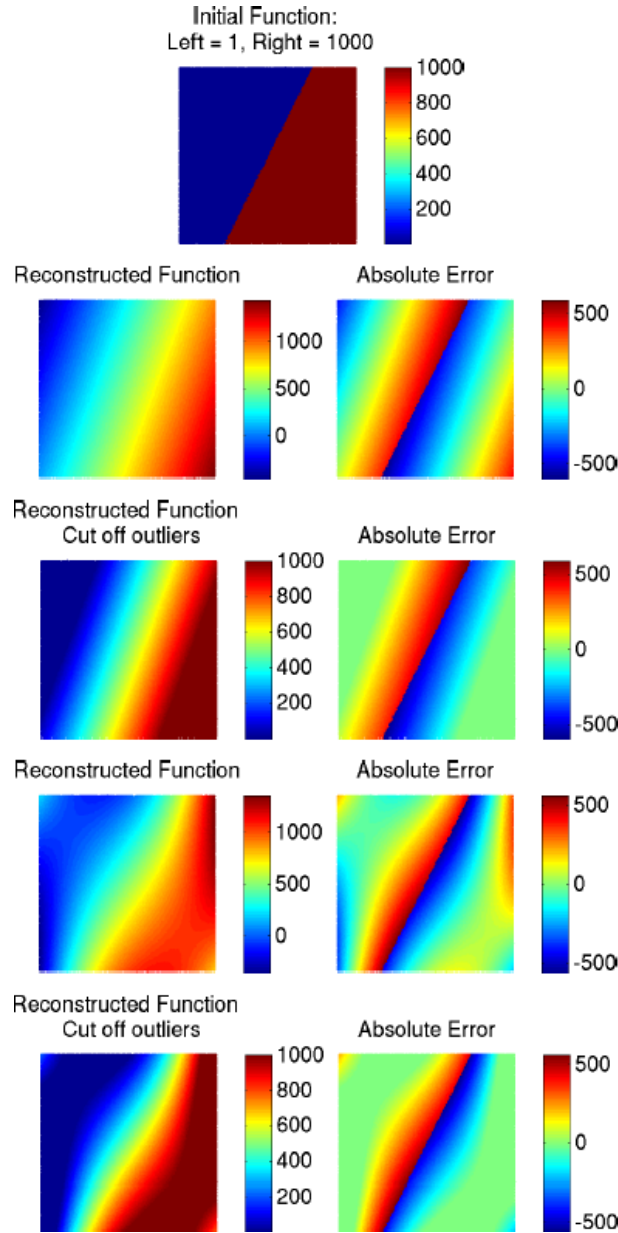 Initial Function:
Left = 1, Right = 1000
1000
800
600
400
200
Reconstructed Function
Absolute Error
1000
500
0
500
0
-500
Reconstructed Function
Cut off outliers
Absolute Error
1000
800
600
400
200
500
0
-500
Reconstructed Function
Absolute Error
1000
500
0
500
0
-500
Reconstructed Function
Cut off outliers
Absolute Error
1000
800
600
400
200
500
0
-500